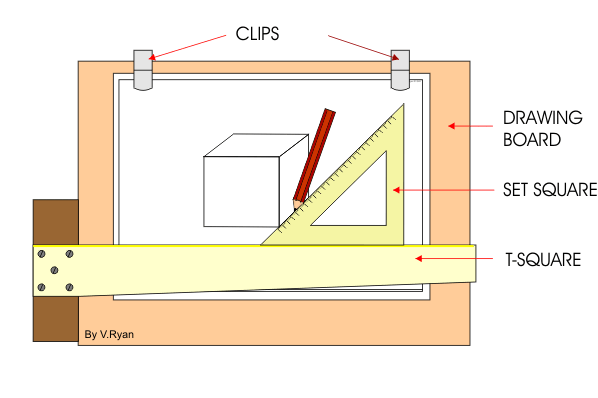 CLIPS
DRAWING
BOARD
SET SQUARE
T-SQUARE
By V.Ryan